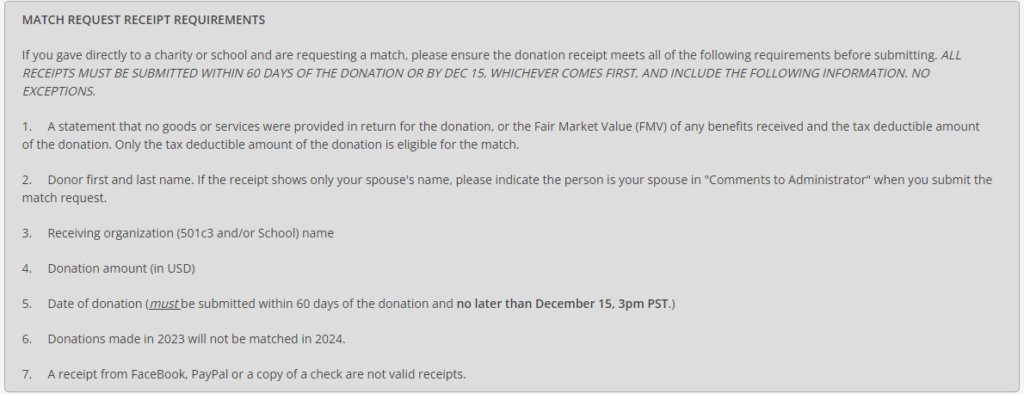 MATCH REQUEST RECEIPT REQUIREMENTS
If you gave directly to a charity or school and are requesting a match, please ensure the donation receipt meets all of the following requirements before submitting. ALL
RECEIPTS MUST BE SUBMITTED WITHIN 60 DAYS OF THE DONATION OR BY DEC 15, WHICHEVER COMES FIRST, AND INCLUDE THE FOLLOWING INFORMATION. NO
EXCEPTIONS.
1. A statement that no goods or services were provided in return for the donation, or the Fair Market Value (FMV) of any benefits received and the tax deductible amount
of the donation. Only the tax deductible amount of the donation is eligible for the match.
2. Donor first and last name. If the receipt shows only your spouse's name, please indicate the person is your spouse in "Comments to Administrator" when you submit the
match request.
3. Receiving organization (501c3 and/or School) name
4. Donation amount (in USD)
5. Date of donation (must be submitted within 60 days of the donation and no later than December 15, 3pm PST.)
6. Donations made in 2023 will not be matched in 2024.
7. A receipt from FaceBook, PayPal or a copy of a check are not valid receipts.